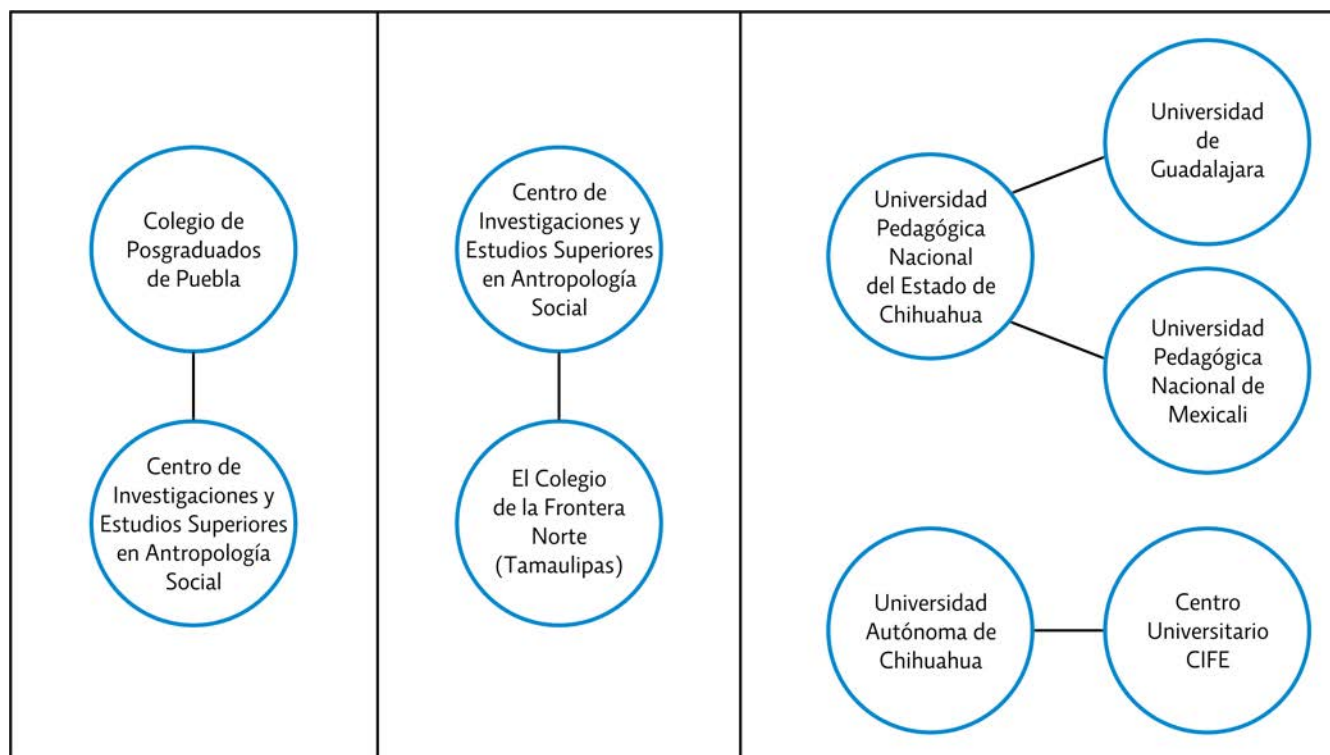 Colegio de
Posgraduados
de Puebla
Centro de
Investigaciones y
Estudios Superiores
en Antropología
Social
Centro de
Investigaciones y
Estudios Superiores
en Antropología
Social
El Colegio
de la Frontera
Norte
(Tamaulipas)
Universidad
Pedagógica
Nacional
del Estado de
Chihuahua
Universidad
de
Guadalajara
Universidad
Pedagógica
Nacional de
Mexicali
Universidad
Autónoma de
Chihuahua
Centro
Universitario
CIFE